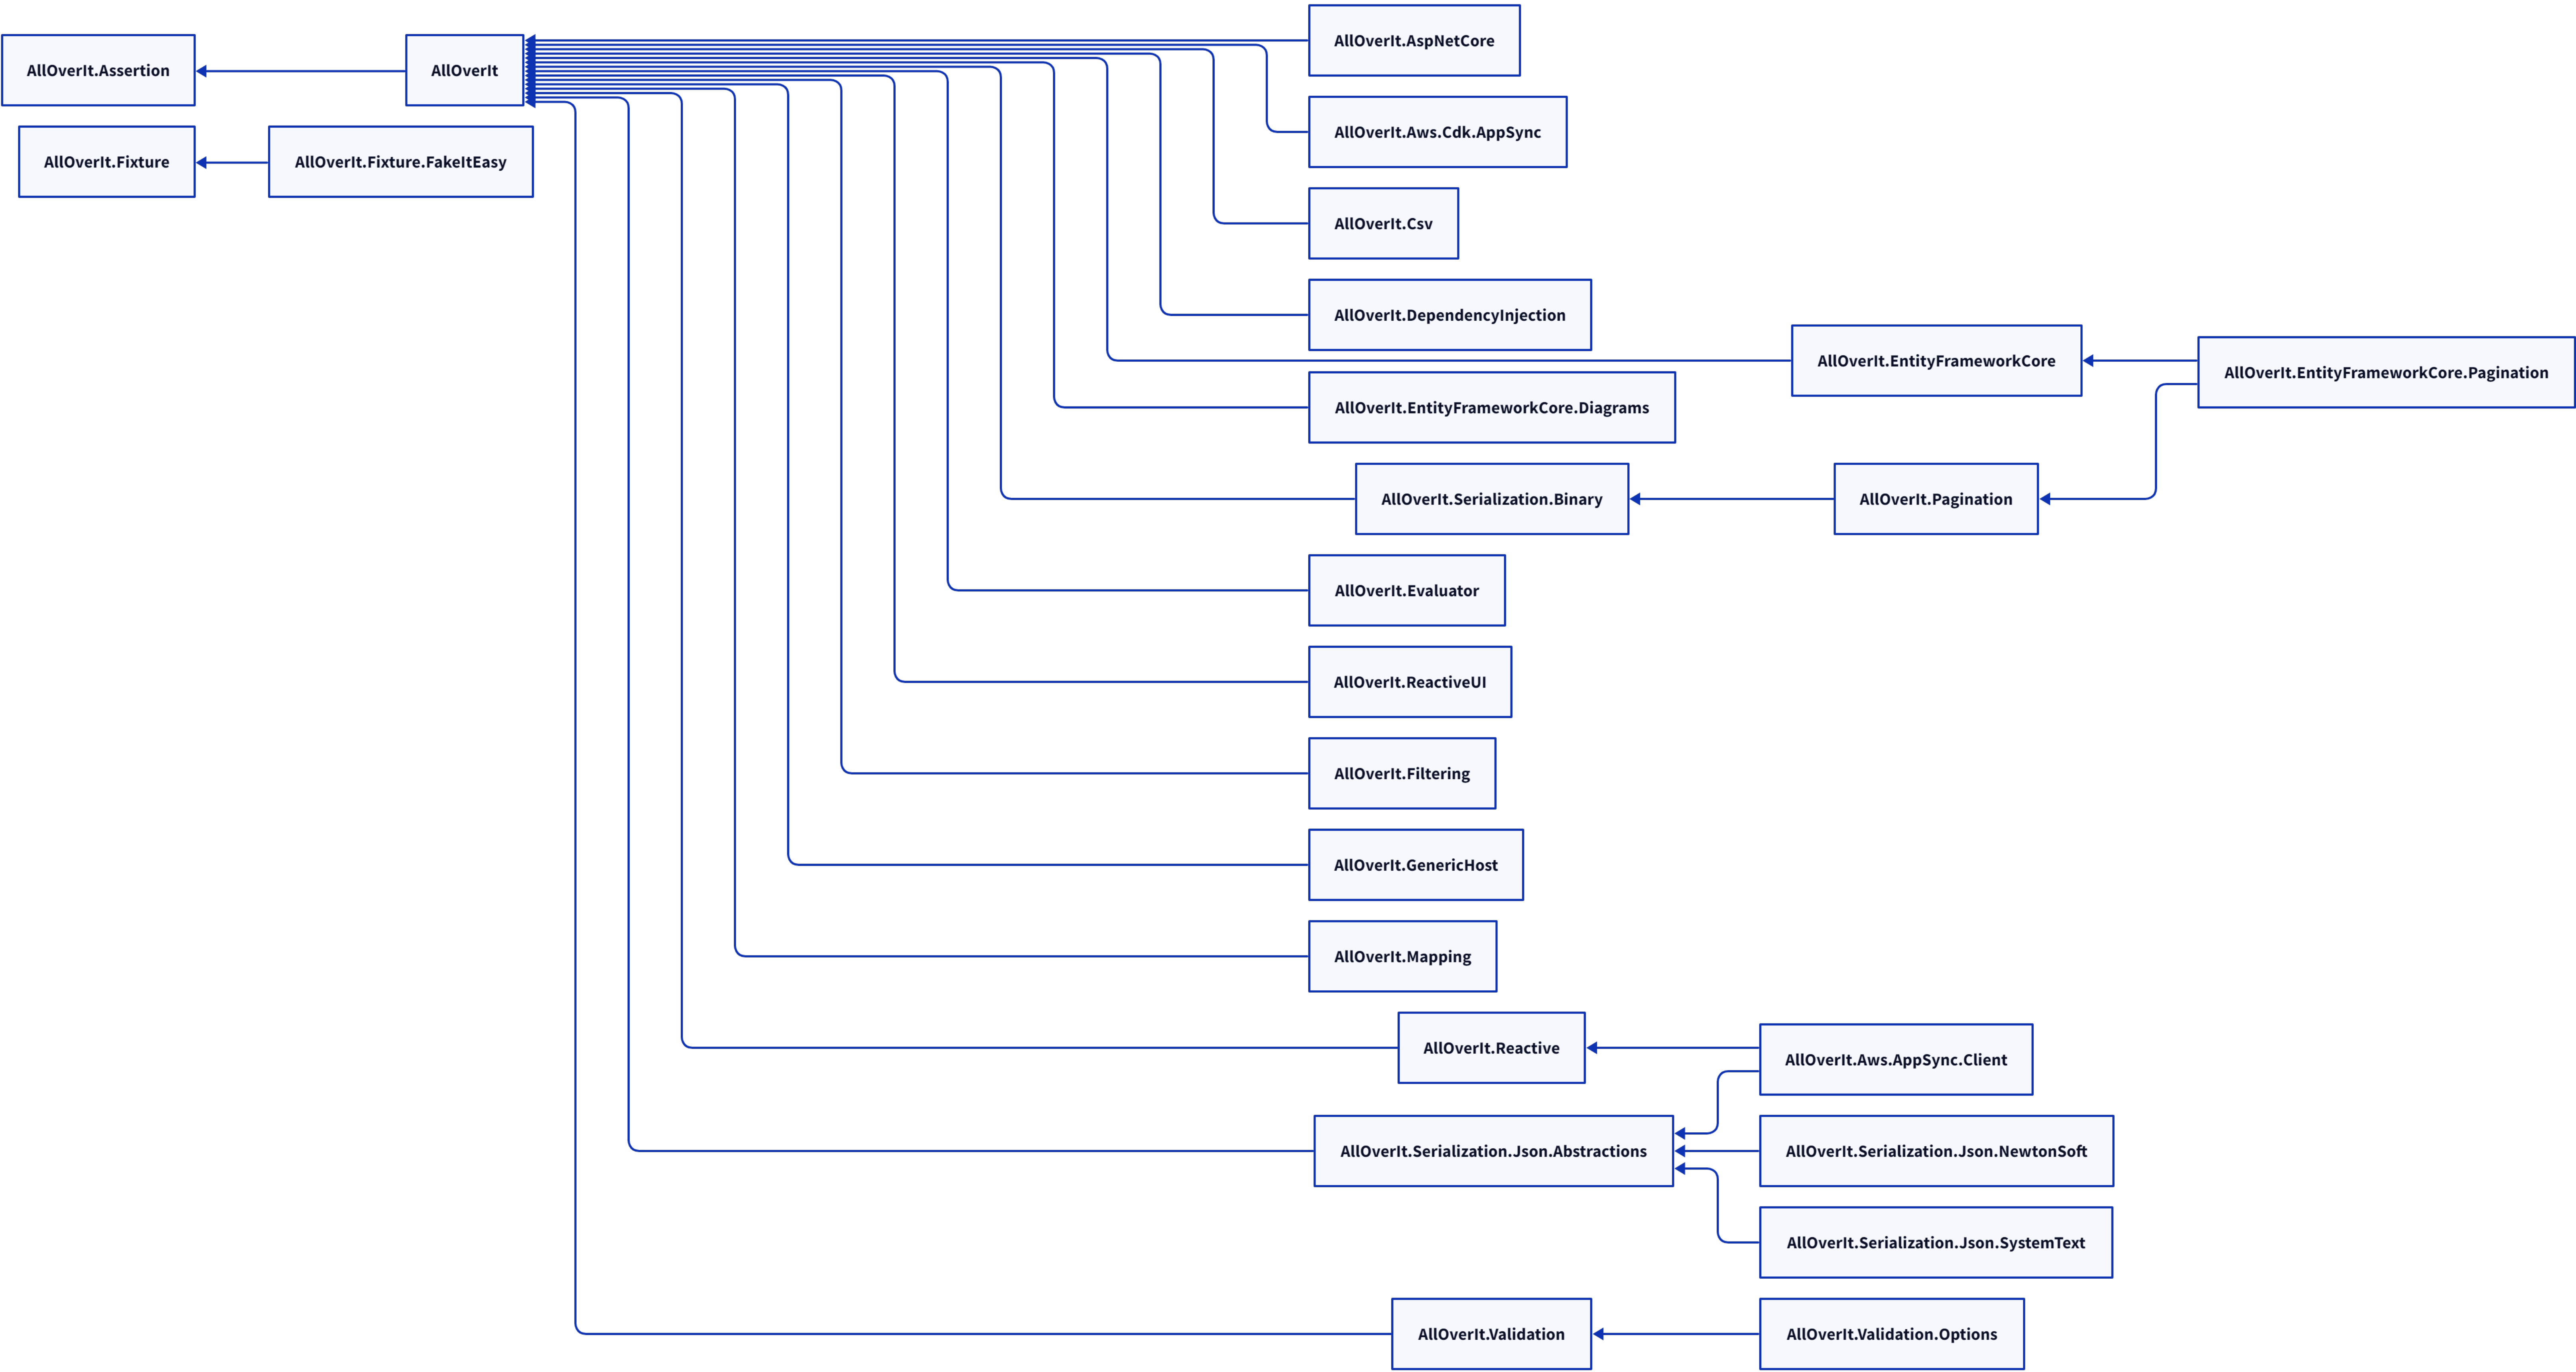 AllOverIt.AspNetCore
AllOverIt.Assertion
AllOverIt
AllOverIt.Aws.Cdk.AppSync
AllOverIt.Fixture
AllOverIt.Fixture.FakeItEasy
AllOverIt.Csv
AllOverIt.DependencyInjection
AllOverIt.EntityFrameworkCore
AllOverIt.EntityFrameworkCore.Pagination
AllOverIt.EntityFrameworkCore.Diagrams
AllOverIt.Serialization.Binary
AllOverIt.Pagination
AllOverIt.Evaluator
AllOverIt.ReactiveUI
AllOverIt.Filtering
AllOverIt.GenericHost
AllOverIt.Mapping
AllOverIt.Reactive
AllOverIt.Aws.AppSync.Client
AllOverIt.Serialization.Json.Abstractions
AllOverIt.Serialization.Json.NewtonSoft
AllOverIt.Serialization.Json.SystemText
AllOverIt.Validation
AllOverIt.Validation.Options